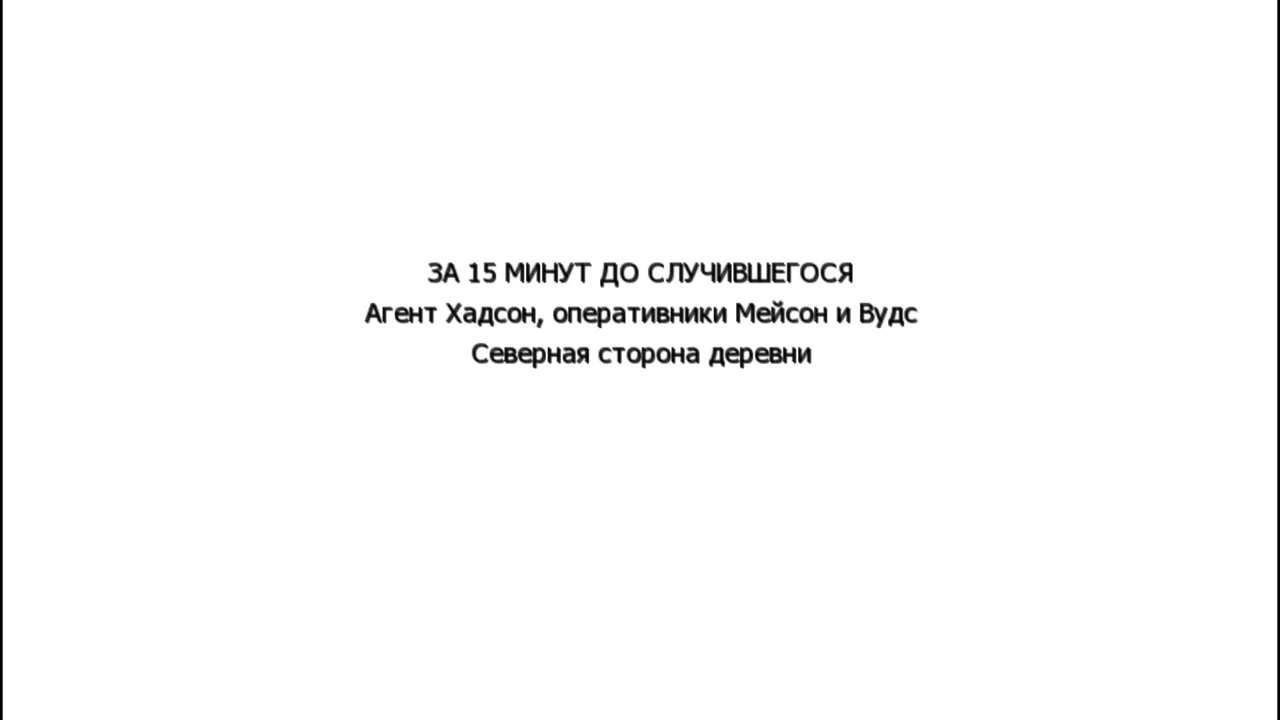 ЗА 15 МИНУТ ДО СЛУЧИВШЕГОСЯ
Агент Хадсон, оперативники Мейсон и Вудс
Северная сторона деревни